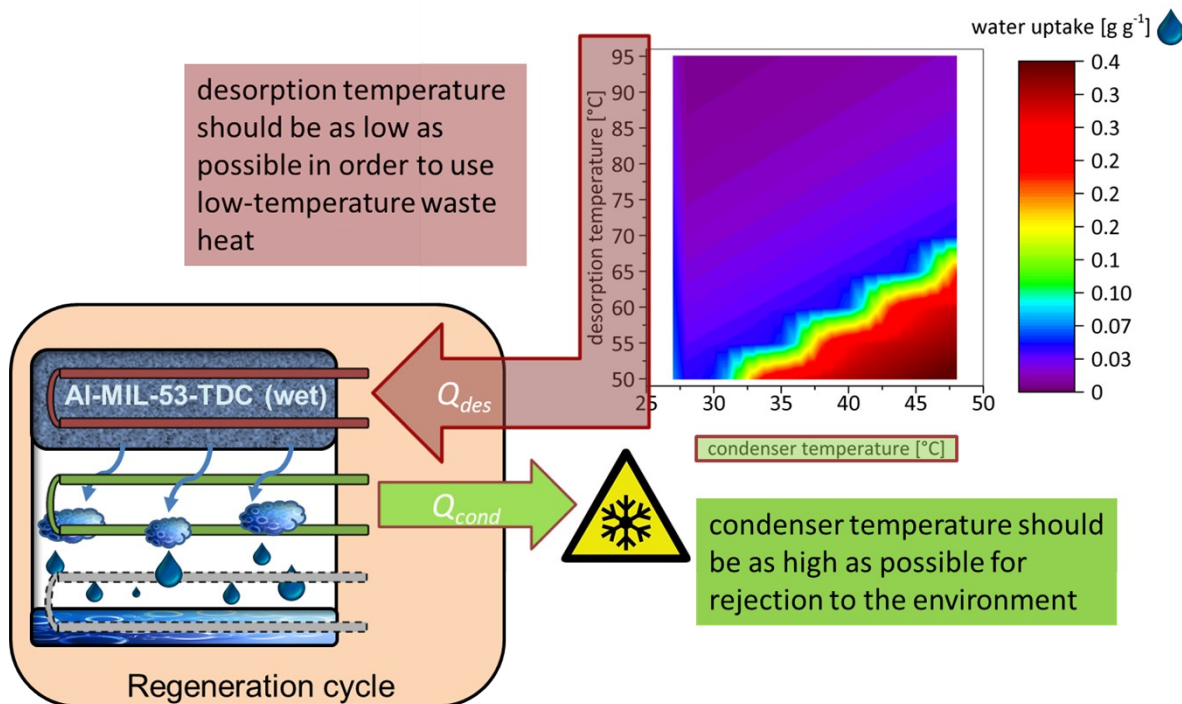 water uptake [g g⁻¹]
desorption temperature
should be as low as
possible in order to use
low-temperature waste
heat
desorption temperature [°C]
95
90
85
80
75
70
65
60
55
50
25
30
35
40
45
50
condenser temperature [°C]
0.4
0.3
0.3
0.2
0.2
0.1
0.10
0.07
0.03
0
Al-MIL-53-TDC (wet)
Qdes
Qcond
condenser temperature should
be as high as possible for
rejection to the environment
Regeneration cycle